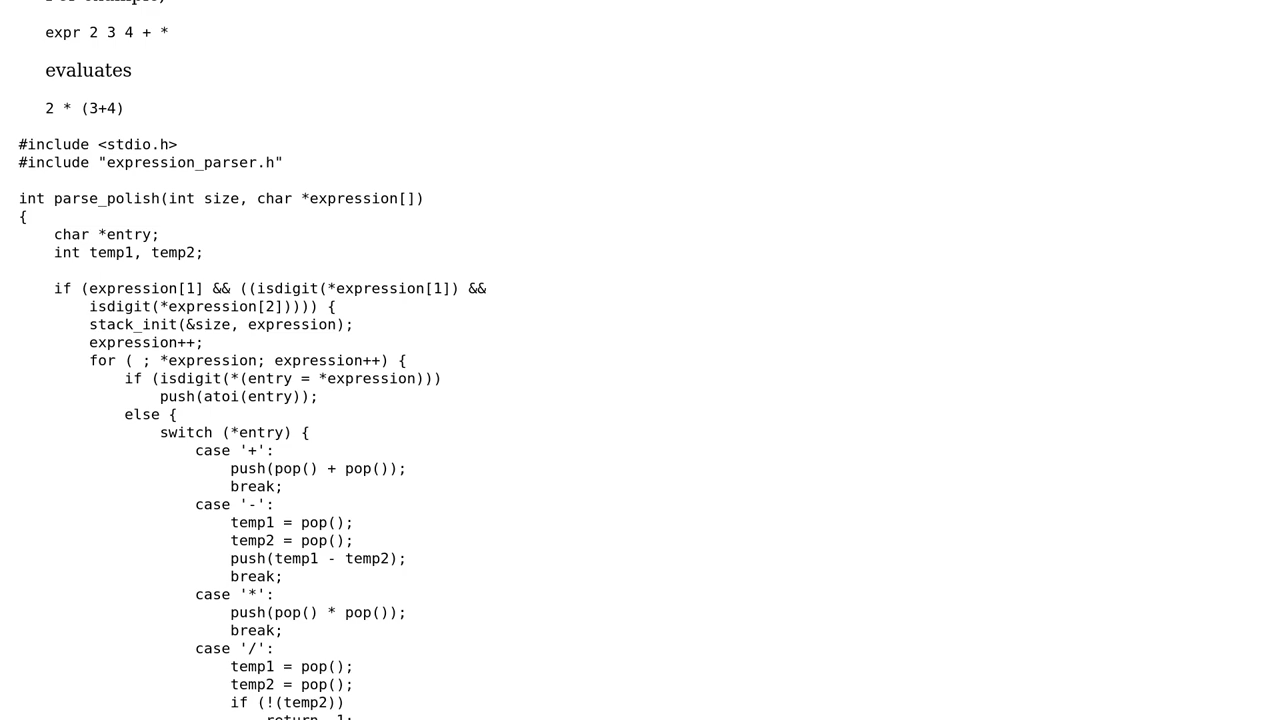 expr 2 3 4 + *
evaluates
2 * (3+4)
#include <stdio.h>
#include "expression_parser.h"
int parse_polish(int size, char *expression[])
{
char *entry;
int temp1, temp2;
if (expression[1] && ((isdigit(*expression[1]) &&
isdigit(*expression[2])))) {
stack_init(&size, expression);
expression++;
for ( ; *expression; expression++) {
if (isdigit(*(entry = *expression)))
push(atoi(entry));
else {
switch (*entry) {
case '+':
push(pop() + pop());
break;
case '-':
temp1 = pop();
temp2 = pop();
push(temp1 - temp2);
break;
case '*':
push(pop() * pop());
break;
case '/':
temp1 = pop();
temp2 = pop();
if (!(temp2))